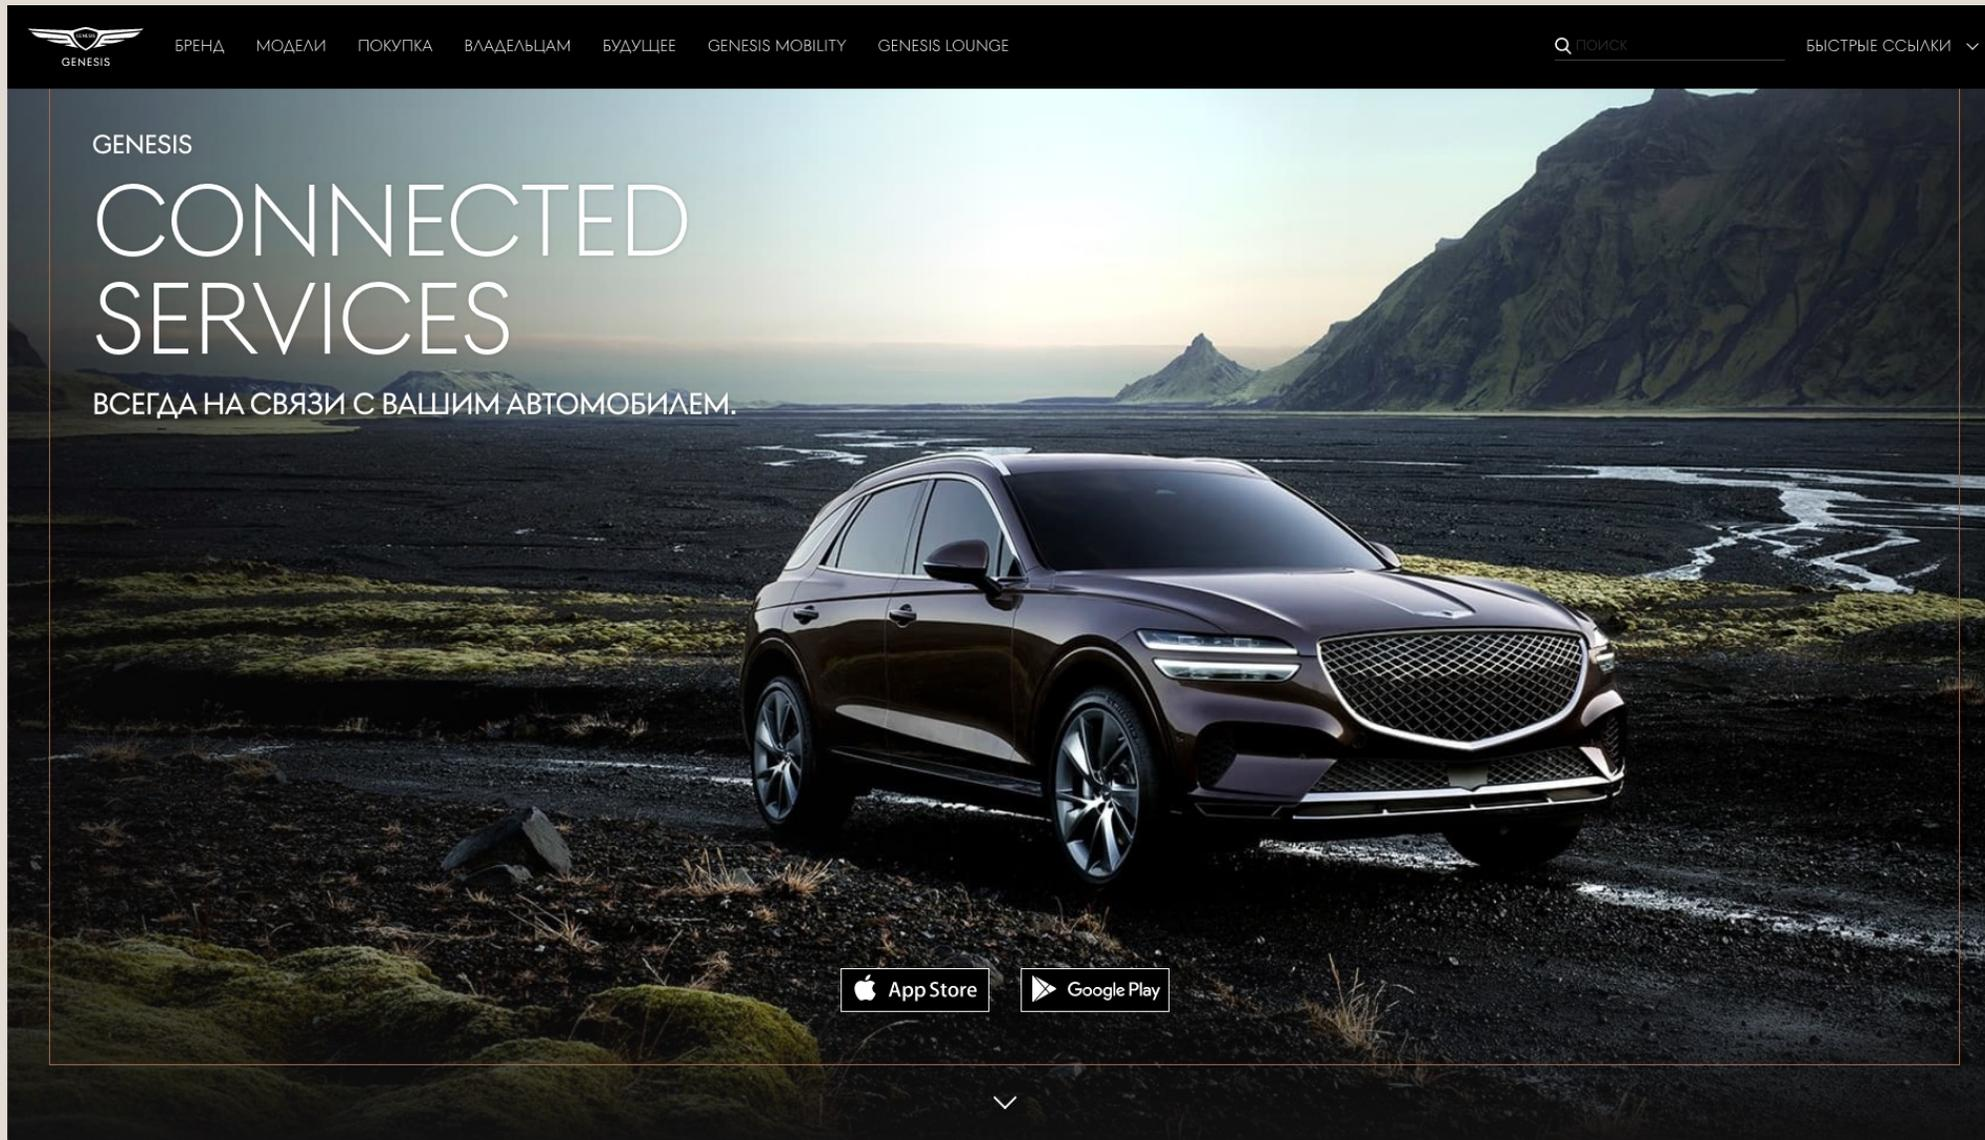 GENESIS
GENESIS
БРЕНД
МОДЕЛИ
ПОКУПКА
ВЛАДЕЛЬЦАМ
БУДУЩЕЕ
GENESIS MOBILITY
GENESIS LOUNGE
ПОИСК
БЫСТРЫЕ ССЫЛКИ
GENESIS
CONNECTED
SERVICES
ВСЕГДА НА СВЯЗИ С ВАШИМ АВТОМОБИЛЕМ.
App Store
Google Play